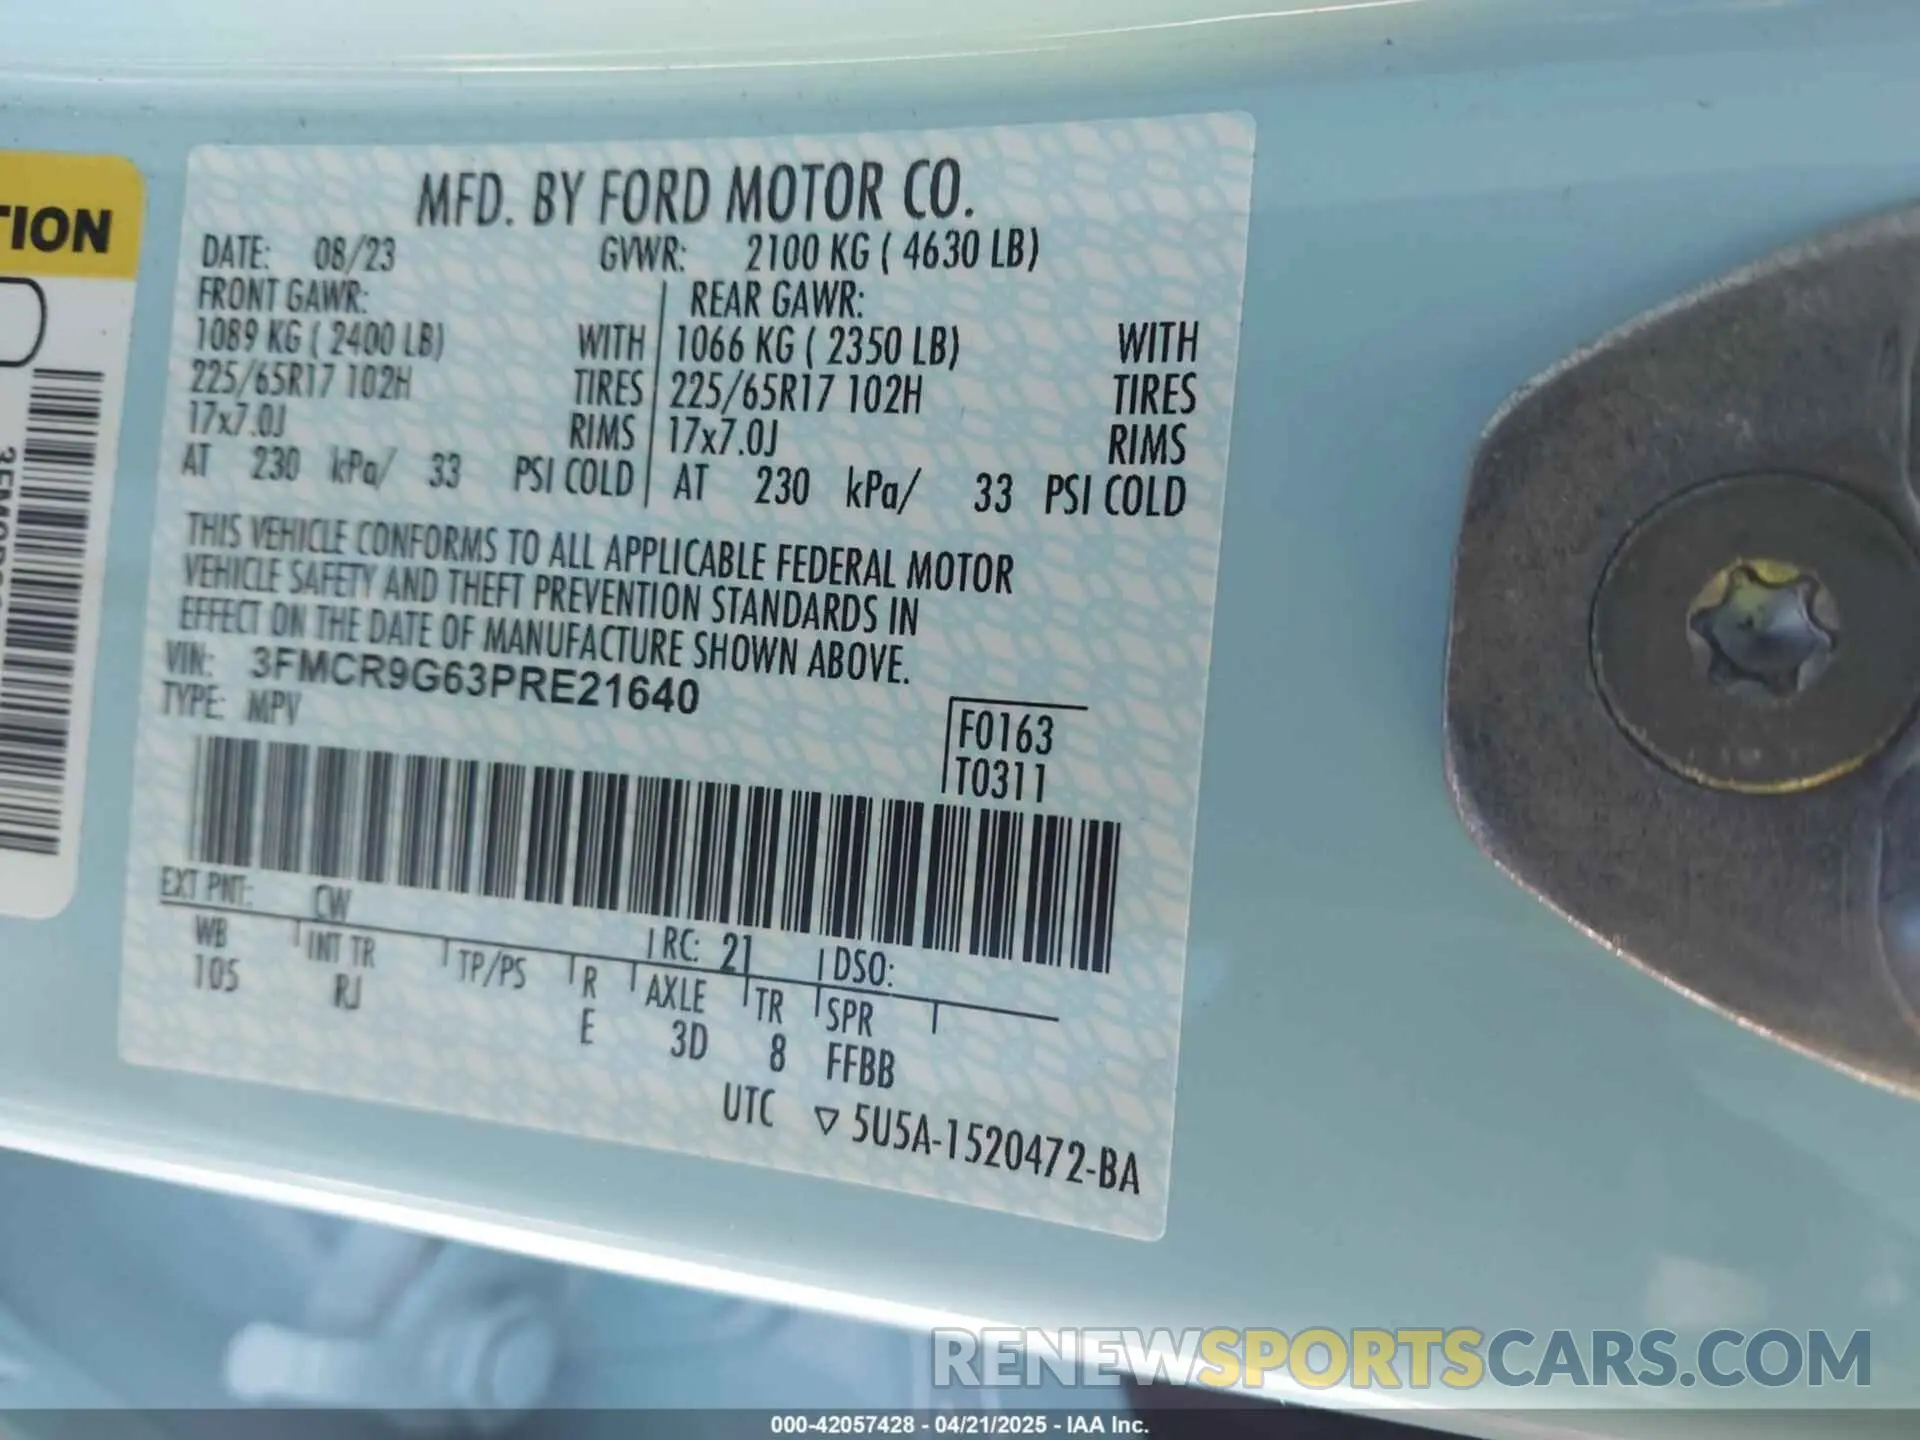 TION
MFD. BY FORD MOTOR CO.
DATE: 08/23 GVWR: 2100 KG ( 4630 LB)
FRONT GAWR: REAR GAWR:
1089 KG ( 2400 LB) WITH 1066 KG ( 2350 LB) WITH
225/65R17 102H TIRES 225/65R17 102H TIRES
17x7.0J RIMS 17x7.0J RIMS
AT 230 kPa/ 33 PSI COLD AT 230 kPa/ 33 PSI COLD
THIS VEHICLE CONFORMS TO ALL APPLICABLE FEDERAL MOTOR
VEHICLE SAFETY AND THEFT PREVENTION STANDARDS IN
EFFECT ON THE DATE OF MANUFACTURE SHOWN ABOVE.
VIN: 3FMCR9G63PRE21640
TYPE: MPV
F0163
T0311
EXT PNT: CW RC: 21 DSO:
WB INT TR TP/PS R AXLE TR SPR
105 RJ E 3D 8 FFBB
UTC ▽ 5U5A-1520472-BA
RENEWSPORTSCARS.COM
000-42057428 - 04/21/2025 - IAA Inc.